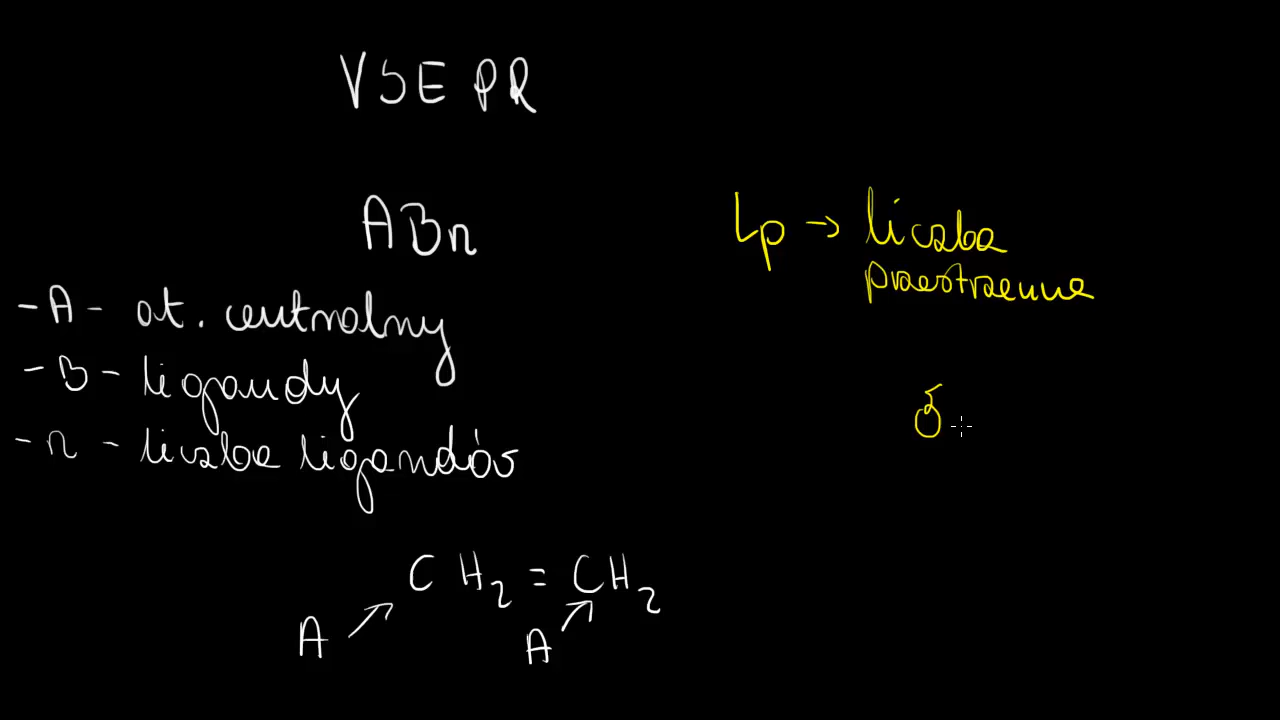 VSEPR
ABn
- A - at. centralny
- B - ligandy
- n - liczba ligandów
CH2 = CH2
A A
Lp → liczba
przestrzenna